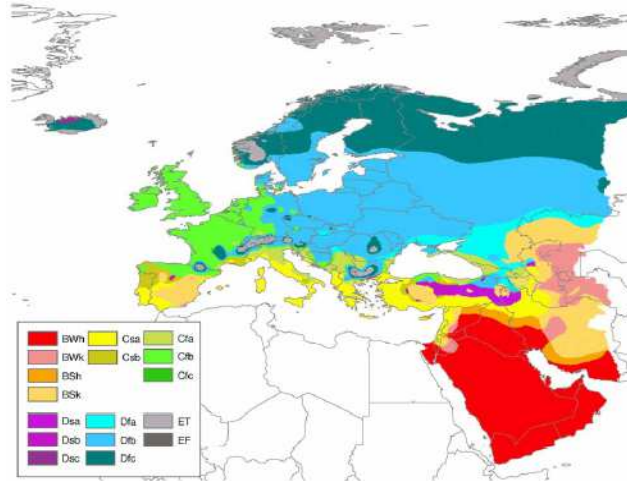 BWh Csa Cfa
BWk Csb Cfb
BSh Cfc
BSk
Dsa Dfa ET
Dsb Dfb EF
Dsc Dfc